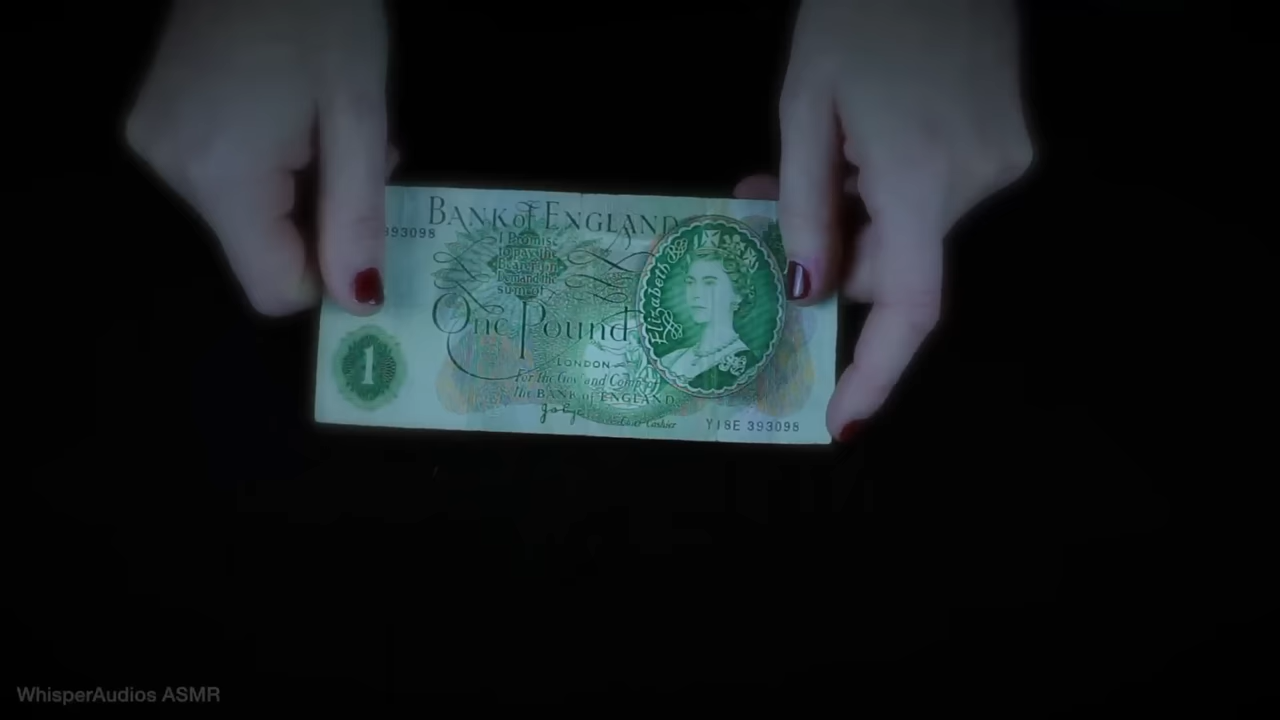 BANK of ENGLAND
393098
I Promise
to pay the
Bearer on
Demand the
sum of
One Pound
Elizabeth
1
LONDON
For the Gov.r and Comp.a
The BANK of ENGLAND
Cashier
Y18E 393098
WhisperAudios ASMR